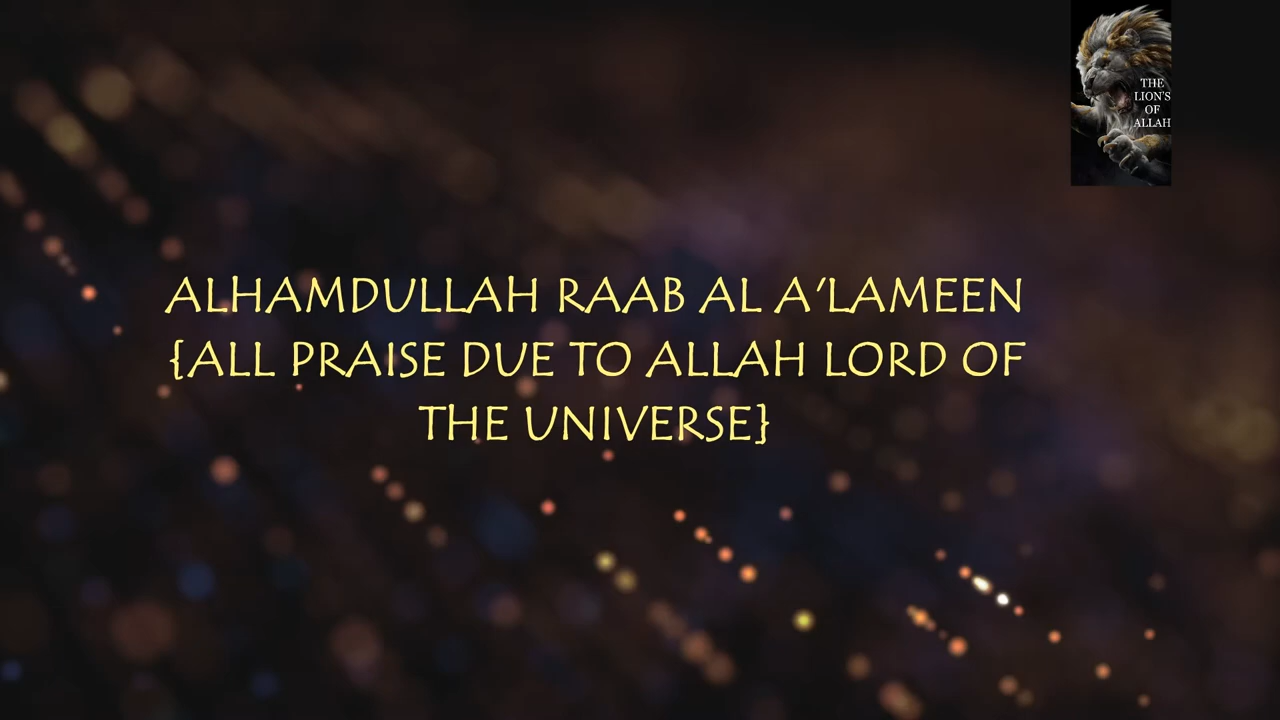 THE
LION'S
OF
ALLAH
ALHAMDULLAH RAAB AL A'LAMEEN
{ALL PRAISE DUE TO ALLAH LORD OF
THE UNIVERSE}